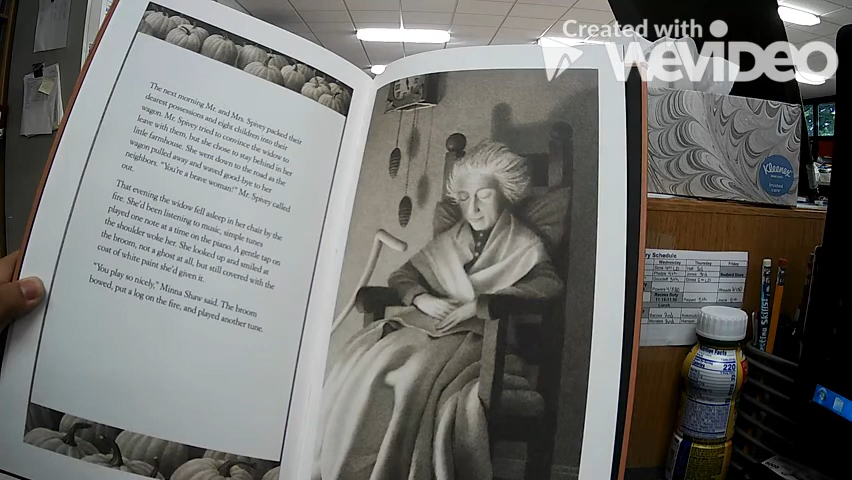 Created with
WEVIDEO
The next morning Mr. and Mrs. Spivey packed their
dearest possessions and eight children into their
wagon. Mr. Spivey tried to convince the widow to
leave with them, but she chose to stay behind in her
little farmhouse. She went down to the road as the
wagon pulled away and waved good-bye to her
neighbors. "You're a brave woman!" Mr. Spivey called
out.
That evening the widow fell asleep in her chair by the
fire. She'd been listening to music, simple tunes
played one note at a time on the piano. A gentle tap on
the shoulder woke her. She looked up and smiled at
the broom, not a ghost at all, but still covered with the
coat of white paint she'd given it.
"You play so nicely," Minna Shaw said. The broom
bowed, put a log on the fire, and played another tune.
Kleenex
Schedule
Wednesday Thursday Friday
Nutrition Facts
220